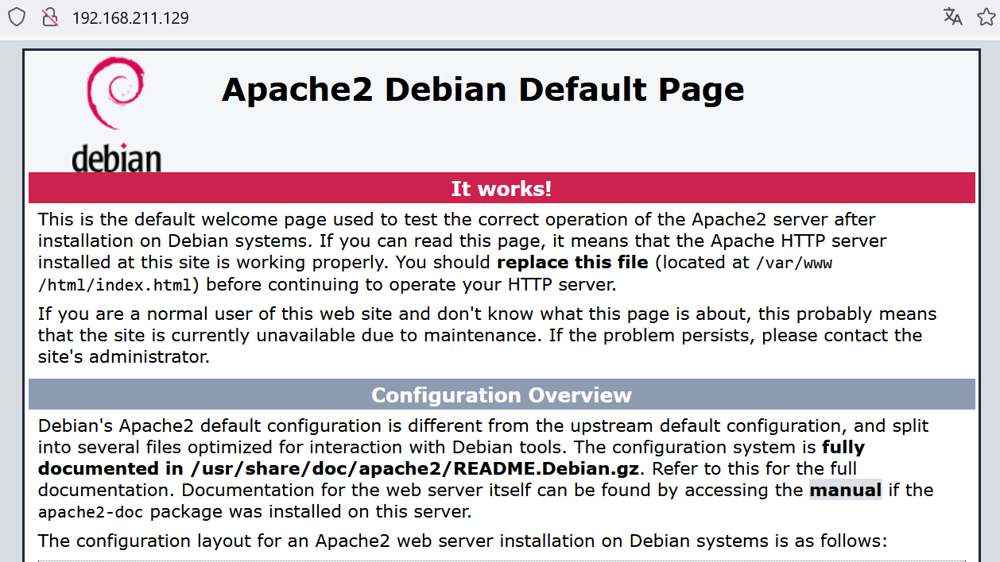 192.168.211.129
Apache2 Debian Default Page
debian
It works!
This is the default welcome page used to test the correct operation of the Apache2 server after
installation on Debian systems. If you can read this page, it means that the Apache HTTP server
installed at this site is working properly. You should replace this file (located at /var/www
/html/index.html) before continuing to operate your HTTP server.
If you are a normal user of this web site and don't know what this page is about, this probably means
that the site is currently unavailable due to maintenance. If the problem persists, please contact the
site's administrator.
Configuration Overview
Debian's Apache2 default configuration is different from the upstream default configuration, and split
into several files optimized for interaction with Debian tools. The configuration system is fully
documented in /usr/share/doc/apache2/README.Debian.gz. Refer to this for the full
documentation. Documentation for the web server itself can be found by accessing the manual if the
apache2-doc package was installed on this server.
The configuration layout for an Apache2 web server installation on Debian systems is as follows: